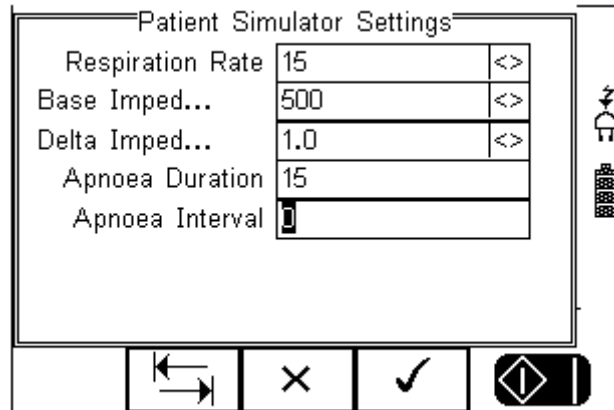 Patient Simulator Settings
Respiration Rate 15 <>
Base Imped... 500 <>
Delta Imped... 1.0 <>
Apnoea Duration 15
Apnoea Interval 0